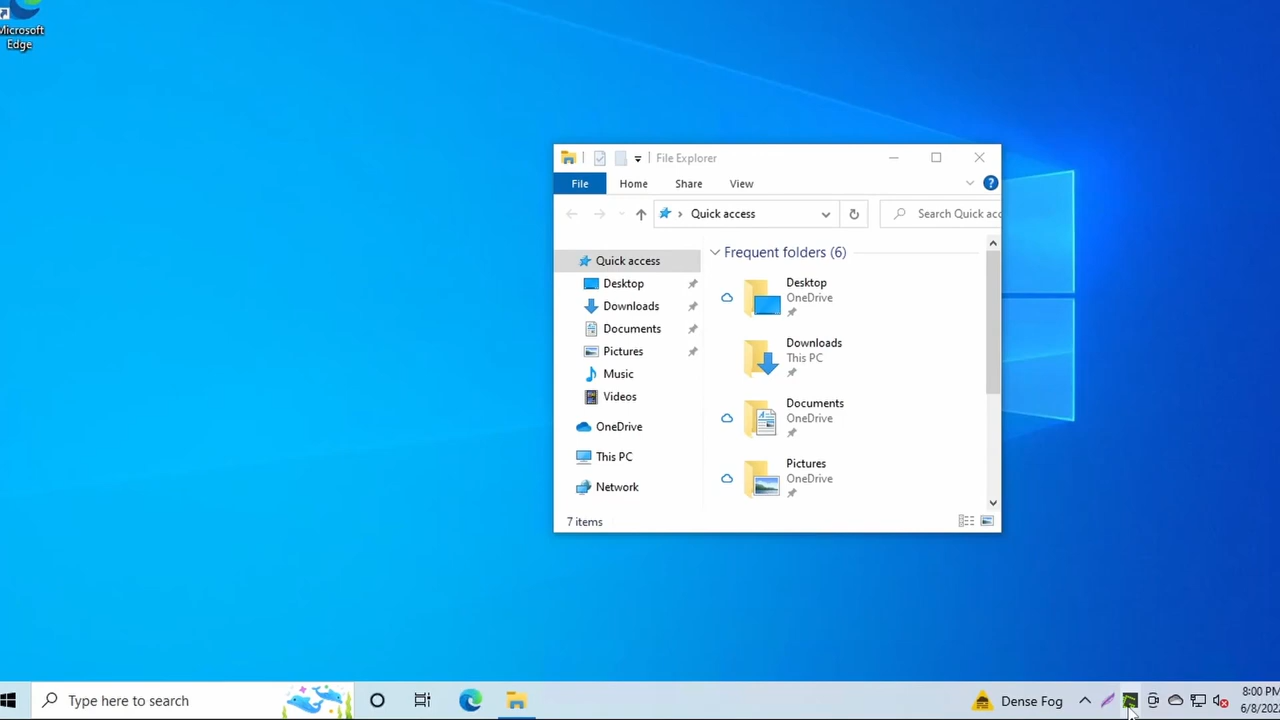 Microsoft
Edge
File Explorer
File
Home
Share
View
Quick access
Search Quick acc
Quick access
Desktop
Downloads
Documents
Pictures
Music
Videos
OneDrive
This PC
Network
Frequent folders (6)
Desktop
OneDrive
Downloads
This PC
Documents
OneDrive
Pictures
OneDrive
7 items
Type here to search
Dense Fog
8:00 PM
6/8/202